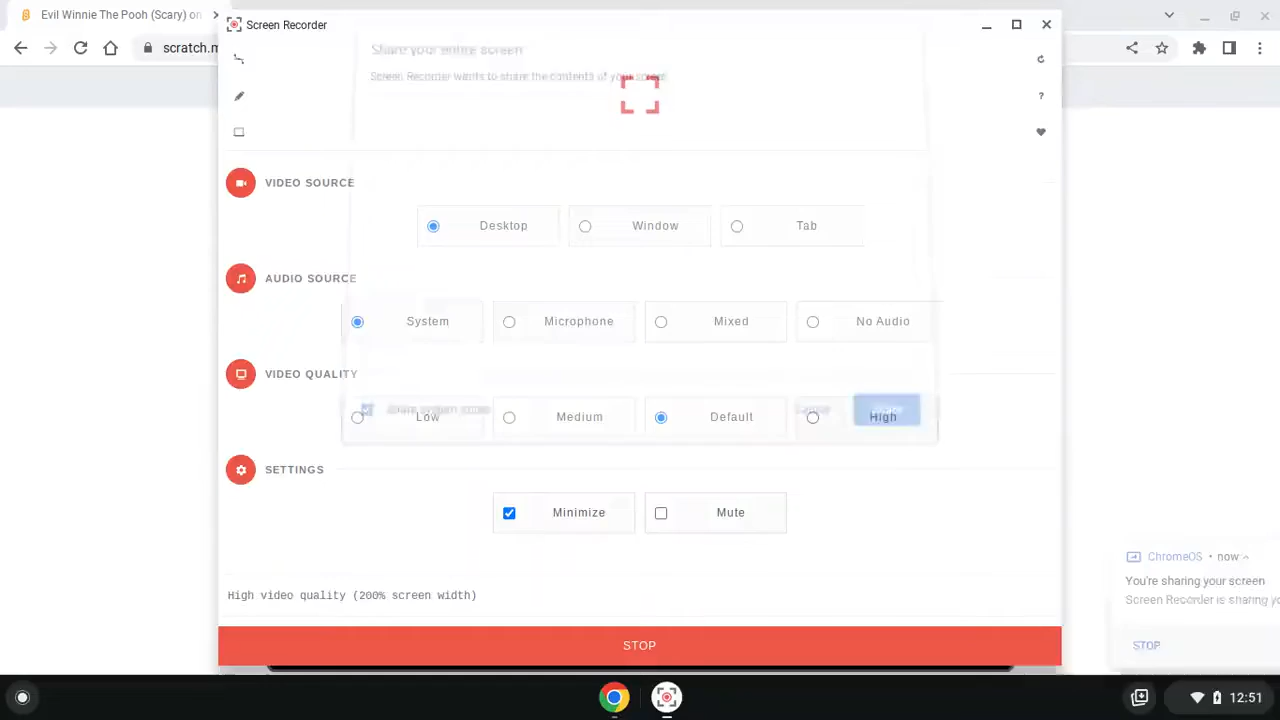 Evil Winnie The Pooh (Scary) on
Screen Recorder
scratch.m
Share your entire screen
Screen Recorder wants to share the contents of your screen.
?
VIDEO SOURCE
Desktop
Window
Tab
AUDIO SOURCE
System
Microphone
Mixed
No Audio
VIDEO QUALITY
Low
Medium
Default
High
SETTINGS
Minimize
Mute
ChromeOS • now
You're sharing your screen
Screen Recorder is sharing yo
STOP
High video quality (200% screen width)
STOP
12:51